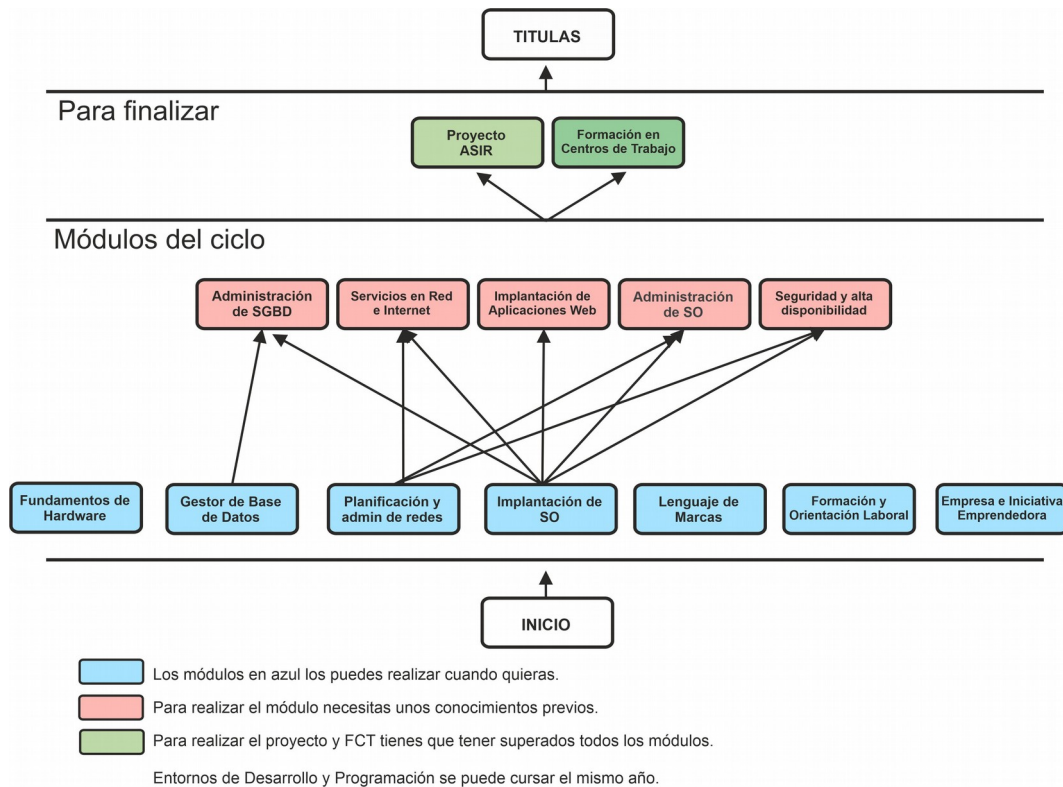 TITULAS
Para finalizar
Proyecto
ASIR
Formación en
Centros de Trabajo
Módulos del ciclo
Administración
de SGBD
Servicios en Red
e Internet
Implantación de
Aplicaciones Web
Administración
de SO
Seguridad y alta
disponibilidad
Fundamentos de
Hardware
Gestor de Base
de Datos
Planificación y
admin de redes
Implantación de
SO
Lenguaje de
Marcas
Formación y
Orientación Laboral
Empresa e Iniciativa
Emprendedora
INICIO
Los módulos en azul los puedes realizar cuando quieras.
Para realizar el módulo necesitas unos conocimientos previos.
Para realizar el proyecto y FCT tienes que tener superados todos los módulos.
Entornos de Desarrollo y Programación se puede cursar el mismo año.